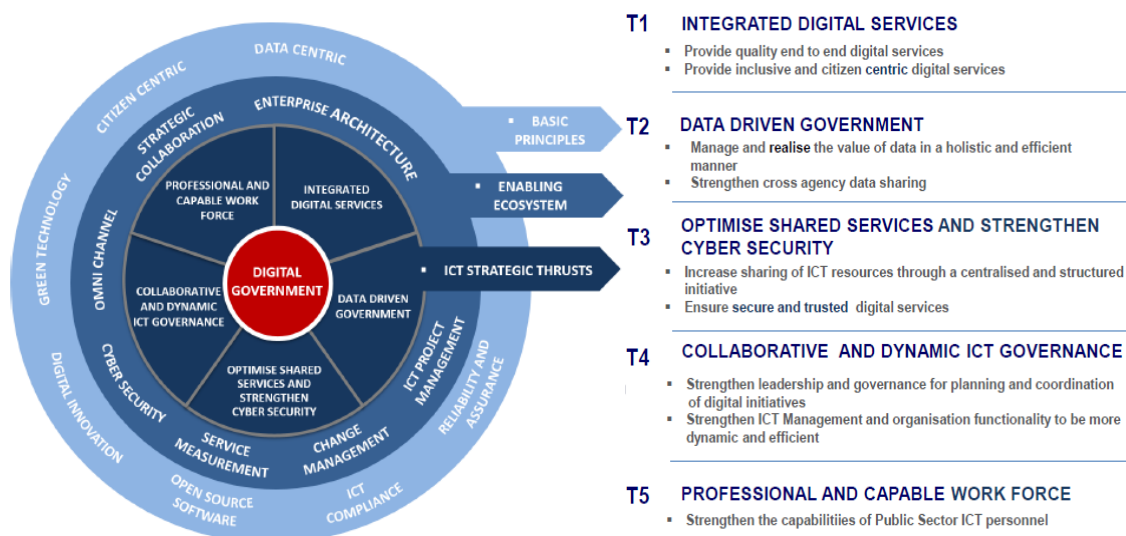 DATA CENTRIC
CITIZEN CENTRIC
GREEN TECHNOLOGY
DIGITAL INNOVATION
OPEN SOURCE
SOFTWARE
ICT
COMPLIANCE
RELIABILITY AND
ASSURANCE
ENTERPRISE ARCHITECTURE
STRATEGIC
COLLABORATION
OMNI CHANNEL
CYBER SECURITY
SERVICE
MEASUREMENT
CHANGE
MANAGEMENT
ICT PROJECT
MANAGEMENT
PROFESSIONAL AND
CAPABLE WORK
FORCE
INTEGRATED
DIGITAL SERVICES
COLLABORATIVE
AND DYNAMIC
ICT GOVERNANCE
DATA DRIVEN
GOVERNMENT
OPTIMISE SHARED
SERVICES AND
STRENGTHEN
CYBER SECURITY
DIGITAL
GOVERNMENT
▪ BASIC
PRINCIPLES
▪ ENABLING
ECOSYSTEM
▪ ICT STRATEGIC THRUSTS
T1 INTEGRATED DIGITAL SERVICES
▪ Provide quality end to end digital services
▪ Provide inclusive and citizen centric digital services
T2 DATA DRIVEN GOVERNMENT
▪ Manage and realise the value of data in a holistic and efficient
manner
▪ Strengthen cross agency data sharing
T3 OPTIMISE SHARED SERVICES AND STRENGTHEN
CYBER SECURITY
▪ Increase sharing of ICT resources through a centralised and structured
initiative
▪ Ensure secure and trusted digital services
T4 COLLABORATIVE AND DYNAMIC ICT GOVERNANCE
▪ Strengthen leadership and governance for planning and coordination
of digital initiatives
▪ Strengthen ICT Management and organisation functionality to be more
dynamic and efficient
T5 PROFESSIONAL AND CAPABLE WORK FORCE
▪ Strengthen the capabilitiies of Public Sector ICT personnel